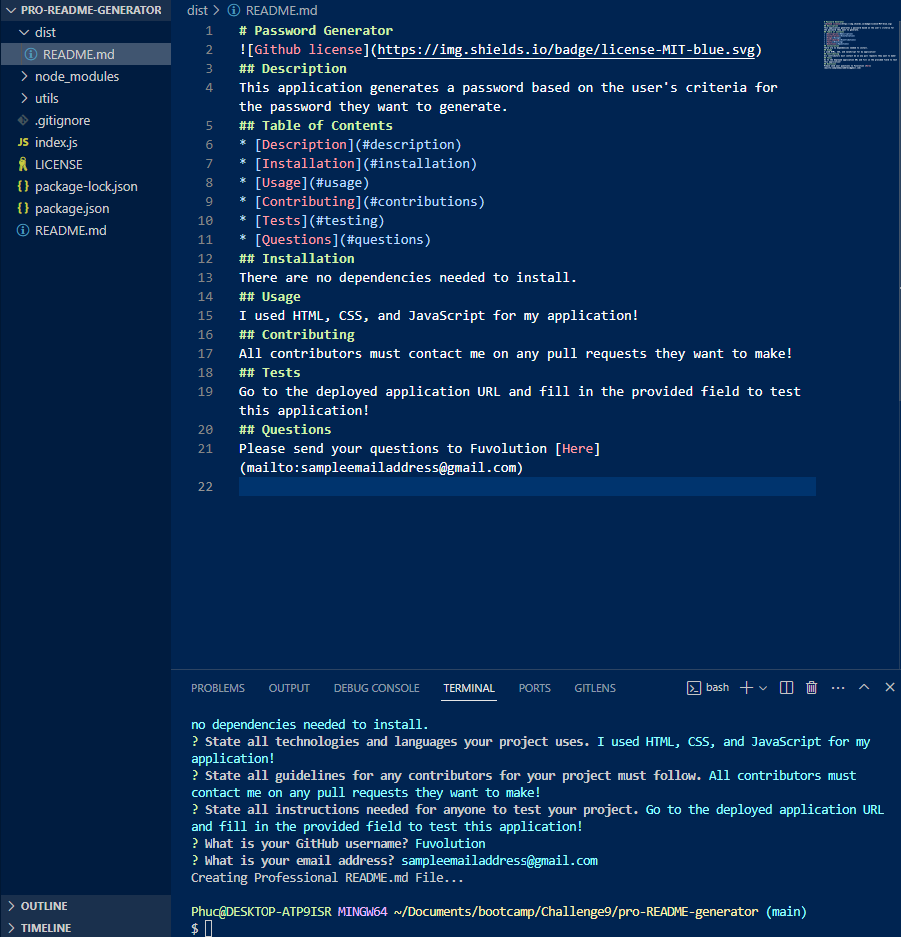 PRO-README-GENERATOR
dist
README.md
node_modules
utils
.gitignore
JS index.js
LICENSE
{} package-lock.json
{} package.json
README.md
OUTLINE
TIMELINE
dist > README.md
1 # Password Generator
2 ![Github license](https://img.shields.io/badge/license-MIT-blue.svg)
3 ## Description
4 This application generates a password based on the user's criteria for
the password they want to generate.
5 ## Table of Contents
6 * [Description](#description)
7 * [Installation](#installation)
8 * [Usage](#usage)
9 * [Contributing](#contributions)
10 * [Tests](#testing)
11 * [Questions](#questions)
12 ## Installation
13 There are no dependencies needed to install.
14 ## Usage
15 I used HTML, CSS, and JavaScript for my application!
16 ## Contributing
17 All contributors must contact me on any pull requests they want to make!
18 ## Tests
19 Go to the deployed application URL and fill in the provided field to test
this application!
20 ## Questions
21 Please send your questions to Fuvolution [Here]
(mailto:sampleemailaddress@gmail.com)
22
PROBLEMS OUTPUT DEBUG CONSOLE TERMINAL PORTS GITLENS bash
no dependencies needed to install.
? State all technologies and languages your project uses. I used HTML, CSS, and JavaScript for my
application!
? State all guidelines for any contributors for your project must follow. All contributors must
contact me on any pull requests they want to make!
? State all instructions needed for anyone to test your project. Go to the deployed application URL
and fill in the provided field to test this application!
? What is your GitHub username? Fuvolution
? What is your email address? sampleemailaddress@gmail.com
Creating Professional README.md File...
Phuc@DESKTOP-ATP9ISR MINGW64 ~/Documents/bootcamp/Challenge9/pro-README-generator (main)
$